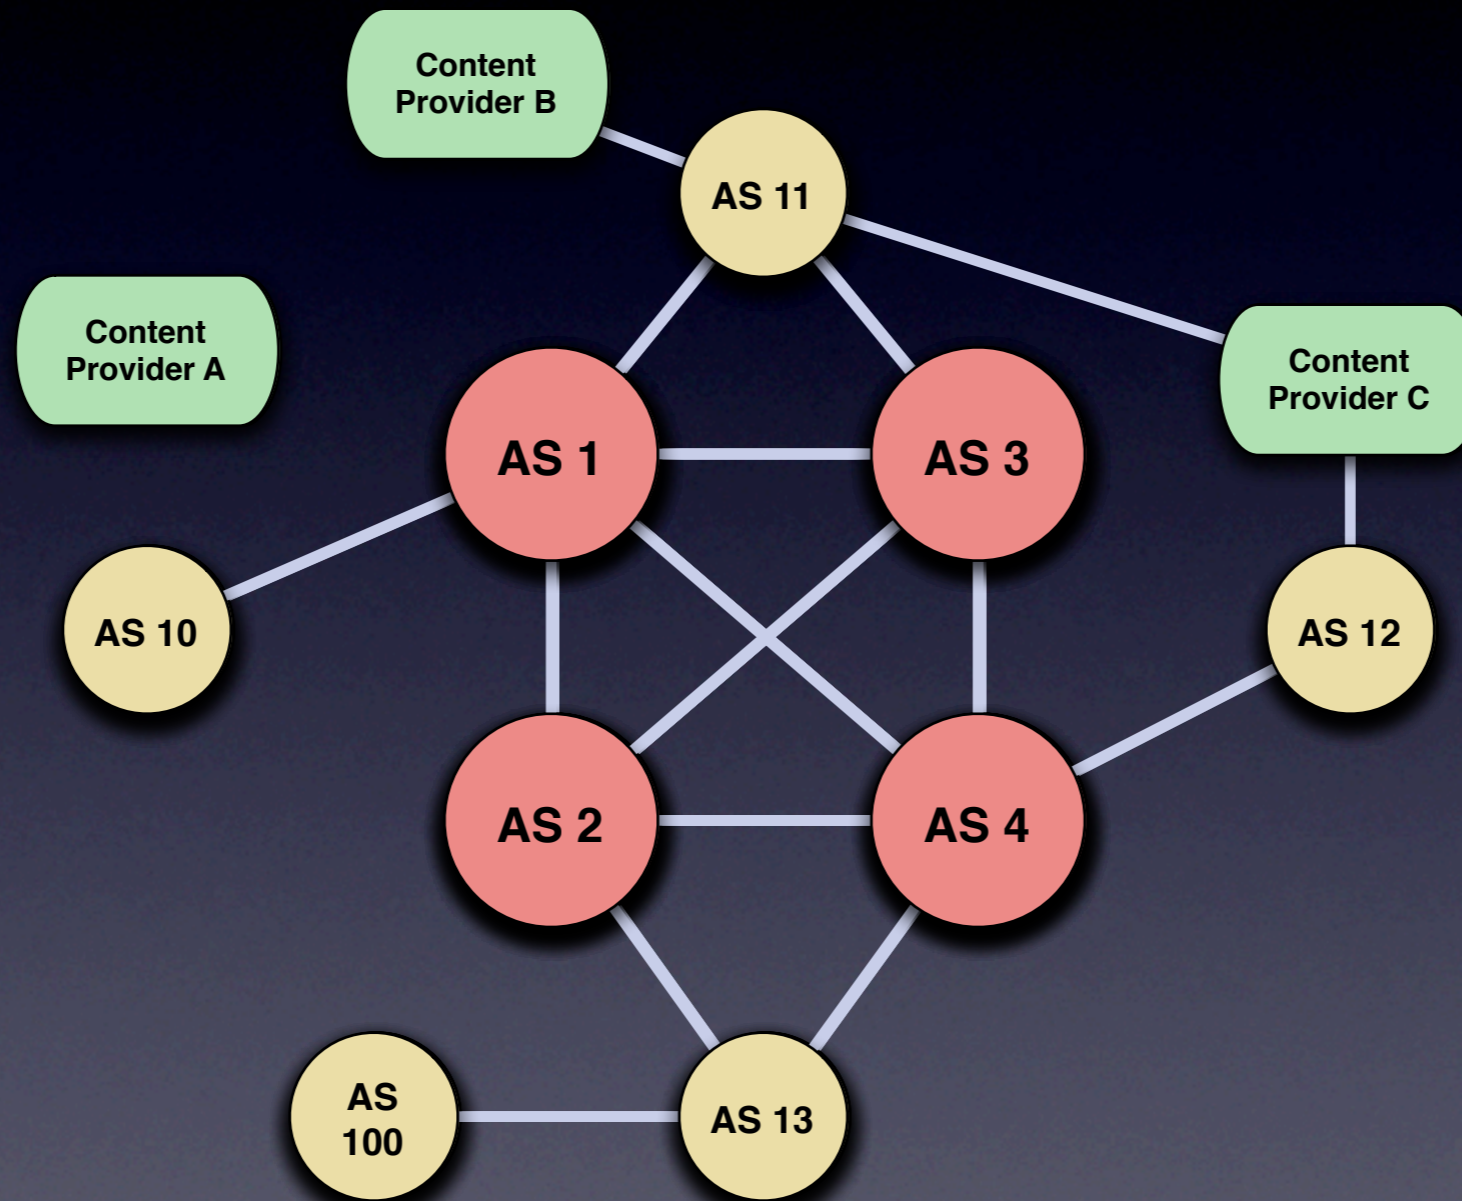 Content
Provider B
AS 11
Content
Provider A
Content
Provider C
AS 1
AS 3
AS 10
AS 12
AS 2
AS 4
AS
100
AS 13